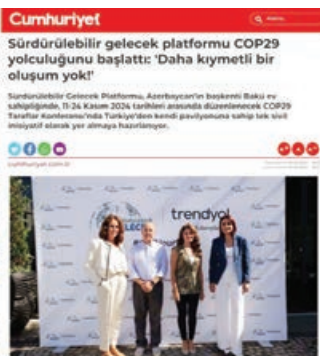 Cumhuriyet
Sürdürülebilir gelecek platformu COP29
yolculuğunu başlattı: 'Daha kıymetli bir
oluşum yok!'
Sürdürülebilir Gelecek Platformu, Azerbaycan'ın başkenti Bakü ev
sahipliğinde, 11-24 Kasım 2024 tarihleri arasında düzenlenecek COP29
Taraflar Konferansı'nda Türkiye'den kendi pavilyonuna sahip tek sivil
inisiyatif olarak yer almaya hazırlanıyor.
cumhuriyet.com.tr
trendyol